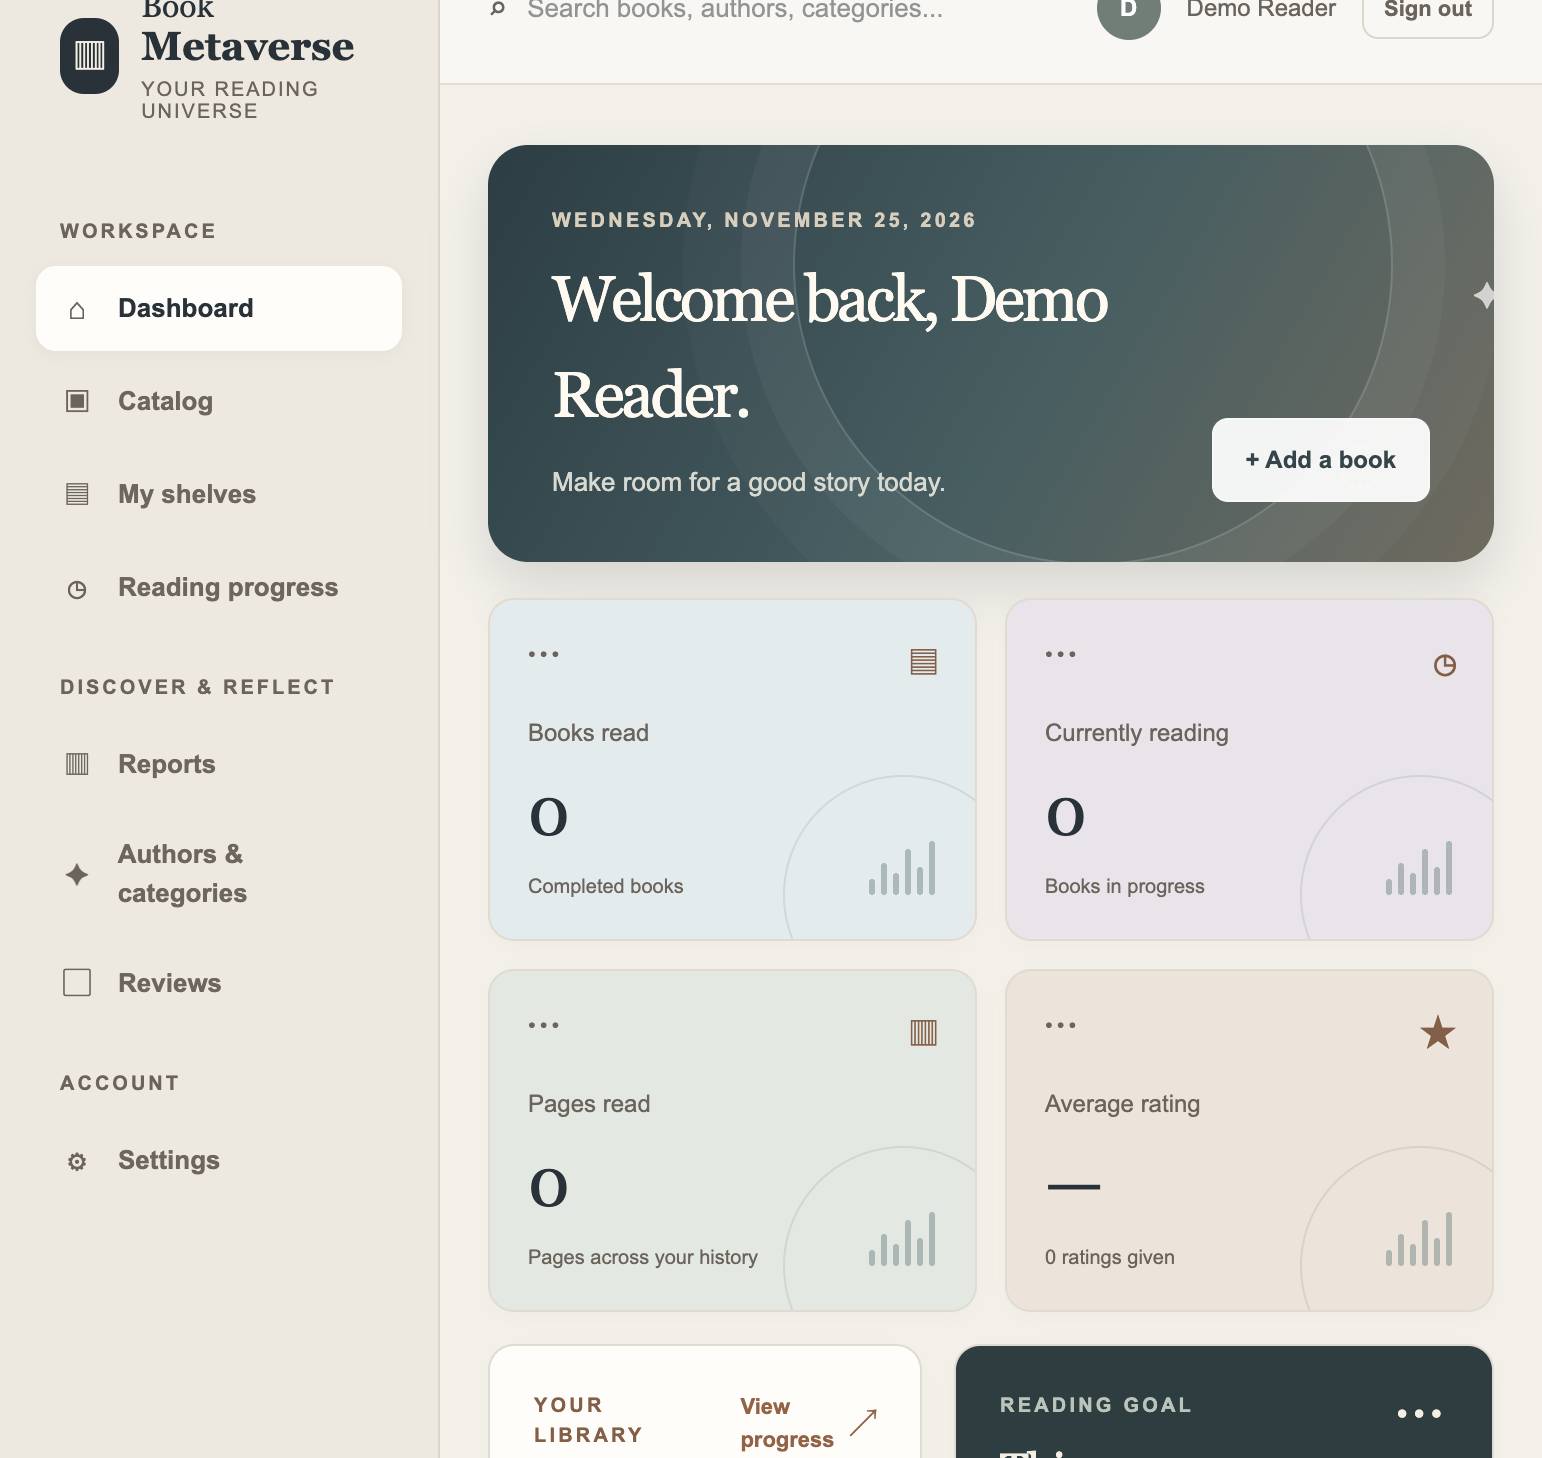 Book
Metaverse
YOUR READING
UNIVERSE
WORKSPACE
Dashboard
Catalog
My shelves
Reading progress
DISCOVER & REFLECT
Reports
Authors &
categories
Reviews
ACCOUNT
Settings
Search books, authors, categories...
D
Demo Reader
Sign out
WEDNESDAY, NOVEMBER 25, 2026
Welcome back, Demo
Reader.
Make room for a good story today.
+ Add a book
Books read
0
Completed books
Currently reading
0
Books in progress
Pages read
0
Pages across your history
Average rating
—
0 ratings given
YOUR
LIBRARY
View
progress
READING GOAL